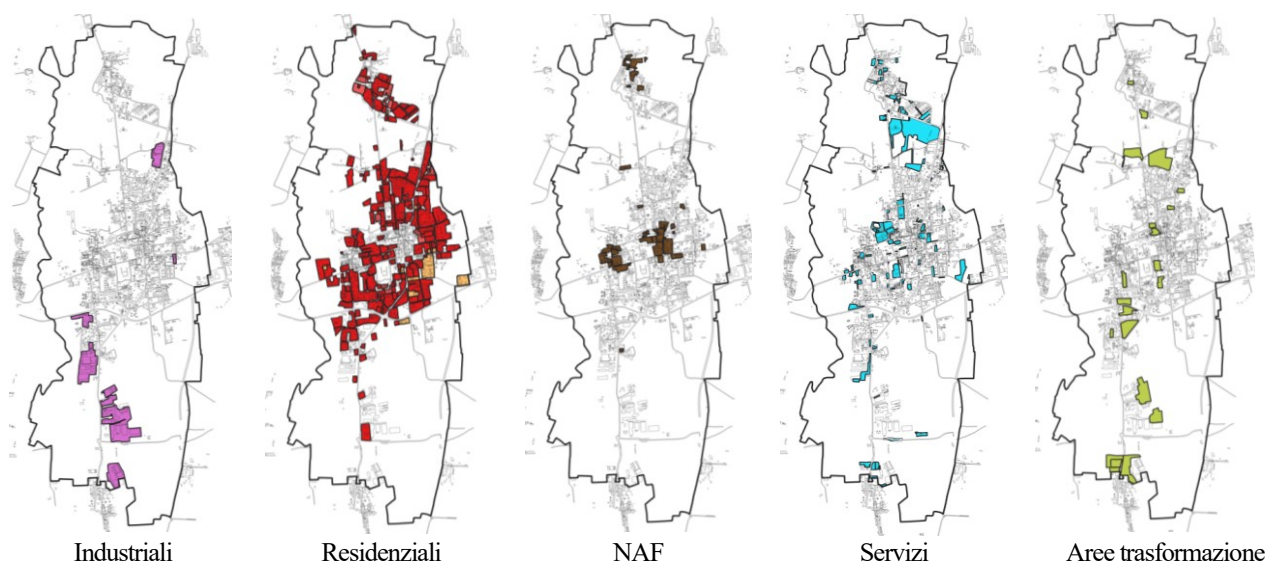 Industriali
Residenziali
NAF
Servizi
Aree trasformazione